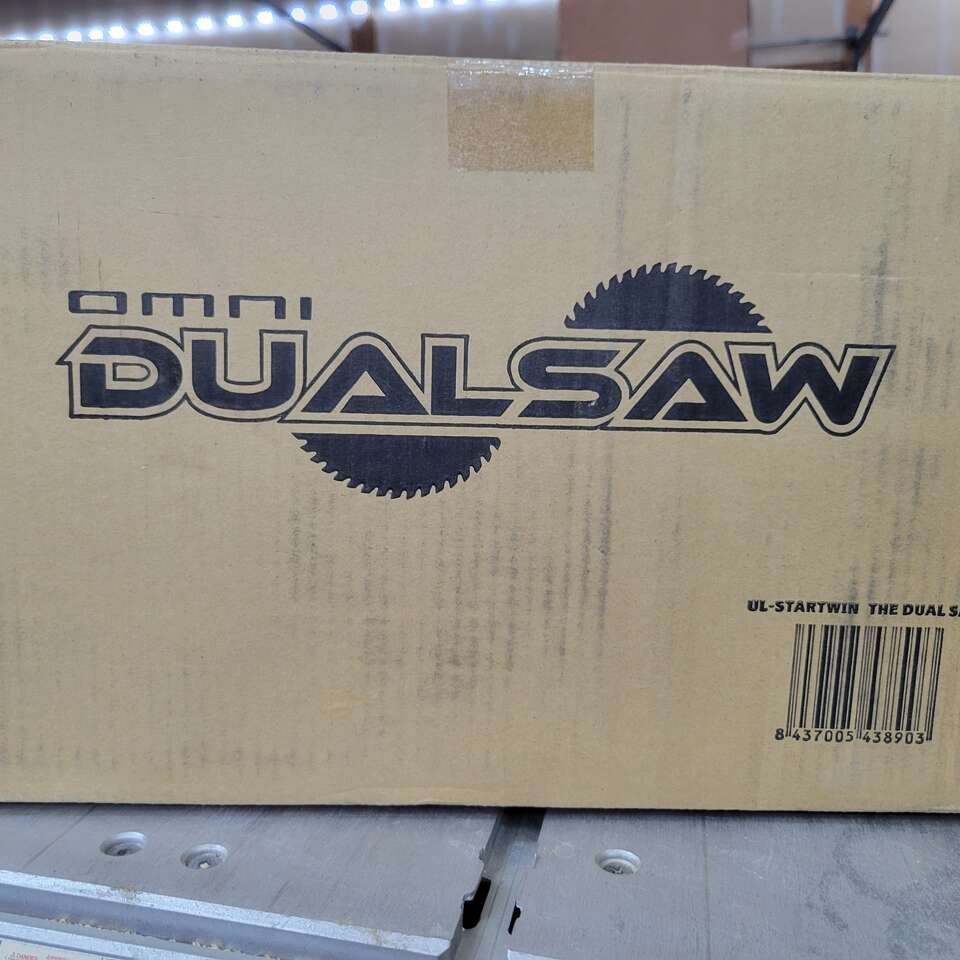 omni
DUALSAW
UL-STARTWIN THE DUAL S
8 437005 438903